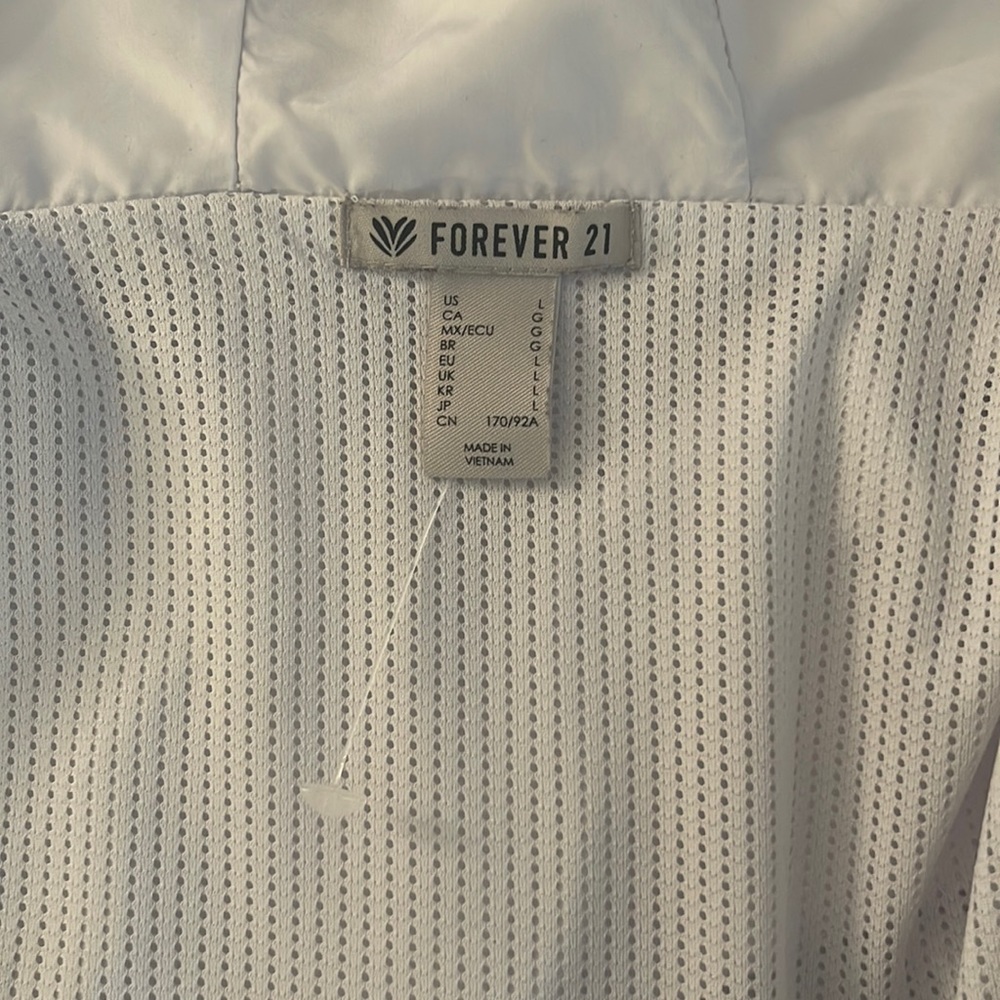 FOREVER 21
US L
CA G
MX/ECU G
BR G
EU L
UK L
KR L
JP L
CN 170/92A
MADE IN
VIETNAM